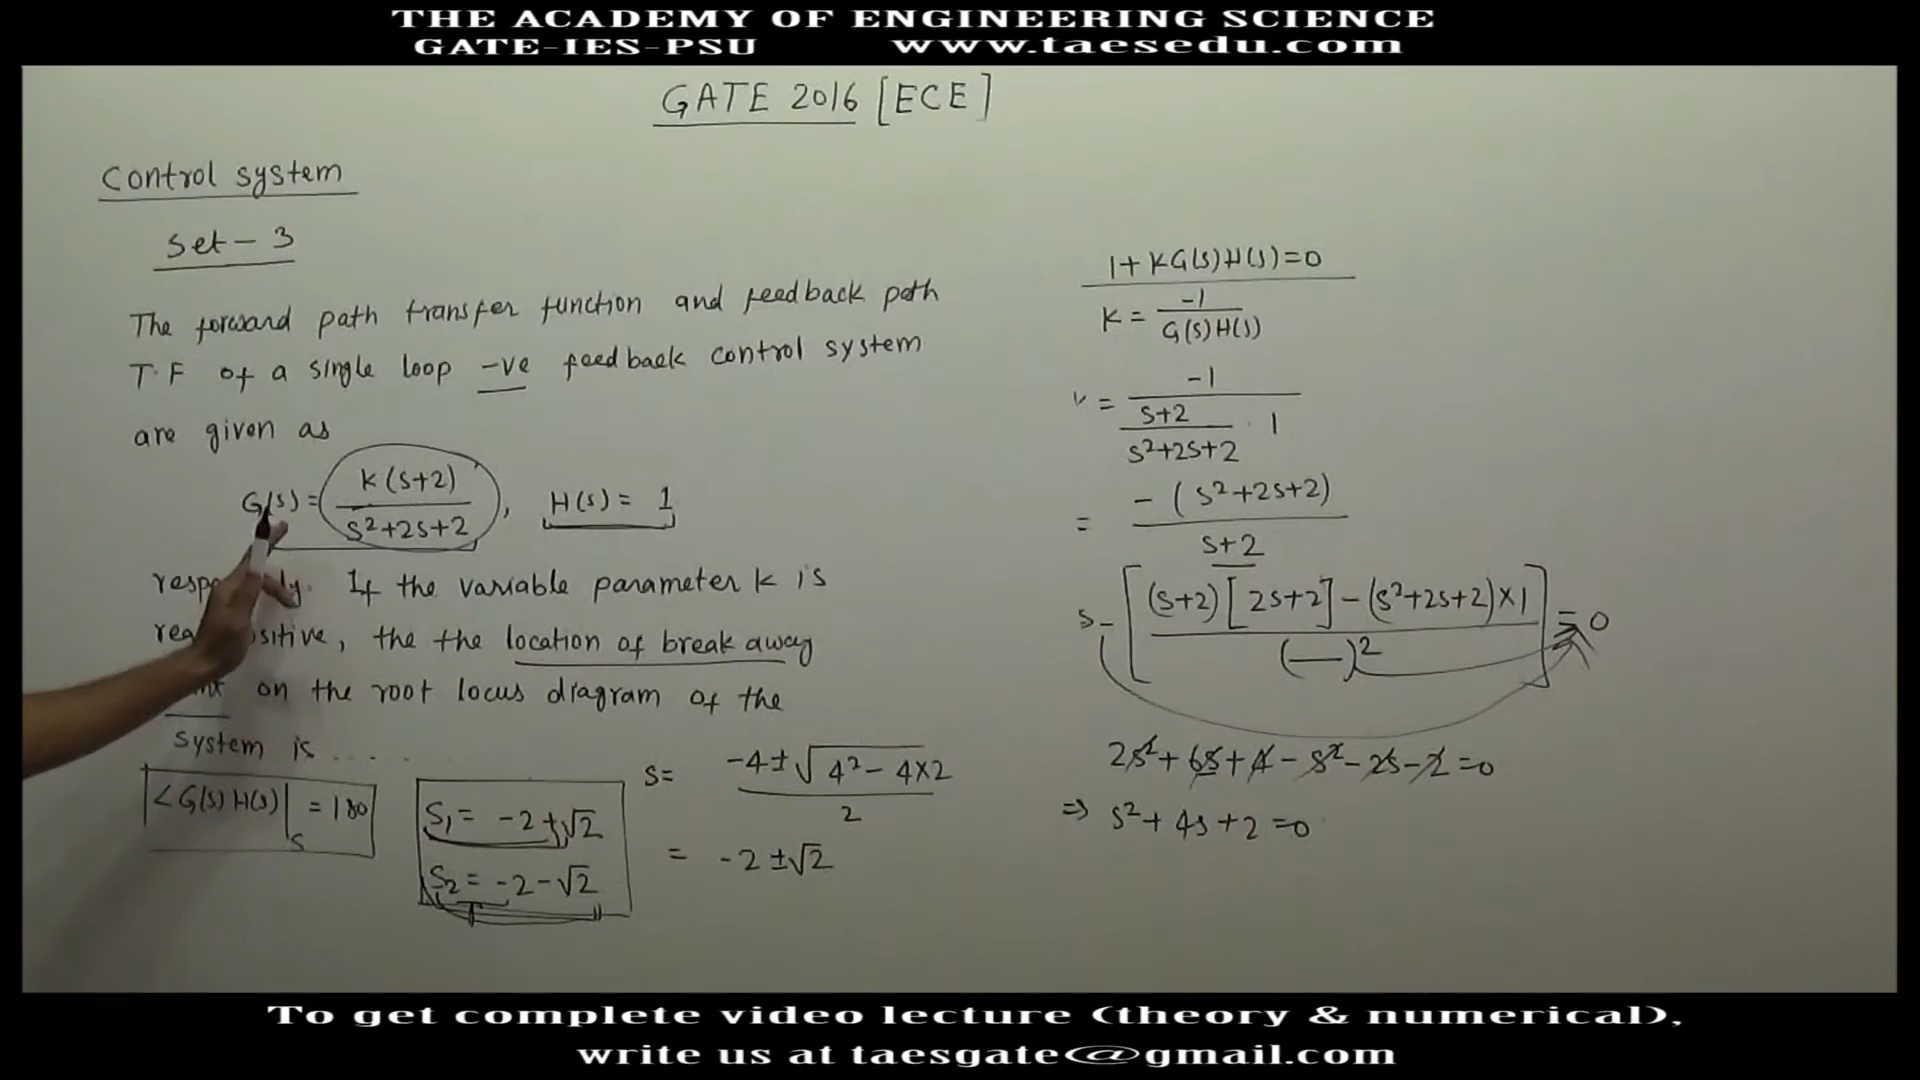 THE ACADEMY OF ENGINEERING SCIENCE
GATE-IES-PSU www.taesedu.com
GATE 2016 [ECE]
Control system
Set - 3
The forward path transfer function and feedback path
T.F of a single loop -ve feedback control system
are given as
G(s) = K(s+2) / s²+2s+2 , H(s) = 1
If the variable parameter k is
the the location of break away
on the root locus diagram of the
system is ....
∠G(s)H(s)|s = 180
S₁ = -2+√2
S₂ = -2-√2
s = -4±√4²-4×2 / 2
= -2±√2
1+KG(s)H(s)=0
K = -1 / G(s)H(s)
= -1 / s+2 / s²+2s+2 . 1
= -(s²+2s+2) / s+2
-[(s+2)[2s+2]-(s²+2s+2)×1 / (—)²] = 0
2s²+6s+4-s²-2s-2=0
⇒ s²+4s+2=0
To get complete video lecture (theory & numerical),
write us at taesgate@gmail.com